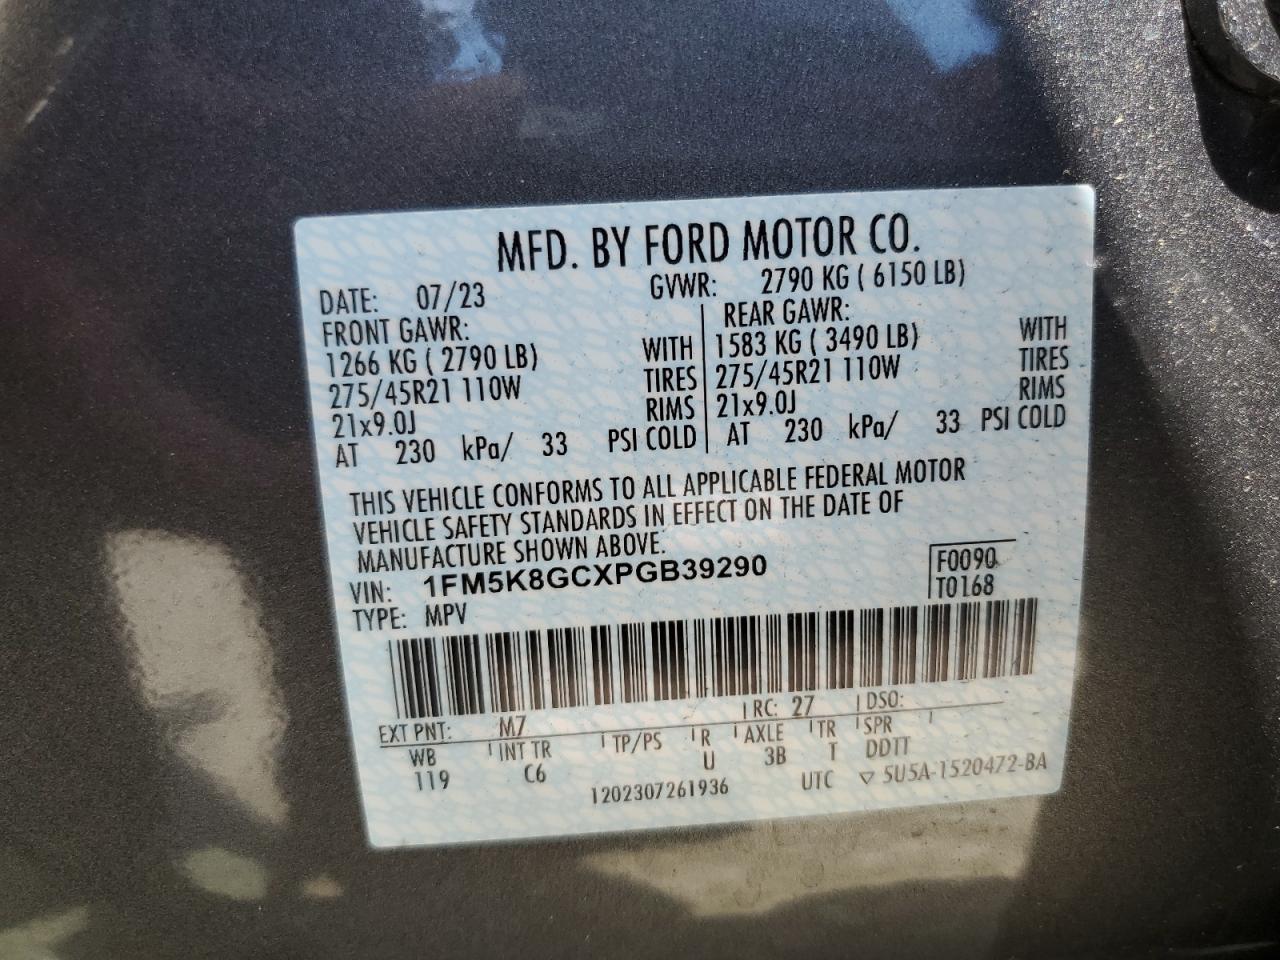 MFD. BY FORD MOTOR CO.
DATE: 07/23 GVWR: 2790 KG ( 6150 LB)
FRONT GAWR: REAR GAWR:
1266 KG ( 2790 LB) WITH 1583 KG ( 3490 LB) WITH
275/45R21 110W TIRES 275/45R21 110W TIRES
21x9.0J RIMS 21x9.0J RIMS
AT 230 kPa/ 33 PSI COLD AT 230 kPa/ 33 PSI COLD
THIS VEHICLE CONFORMS TO ALL APPLICABLE FEDERAL MOTOR
VEHICLE SAFETY STANDARDS IN EFFECT ON THE DATE OF
MANUFACTURE SHOWN ABOVE.
VIN: 1FM5K8GCXPGB39290 F0090
TYPE: MPV T0168
EXT PNT: M7 RC: 27 DSO:
WB INT TR TP/PS R AXLE TR SPR
119 C6 U 3B T DDTT
1202307261936 UTC ▽ 5U5A-1520472-BA